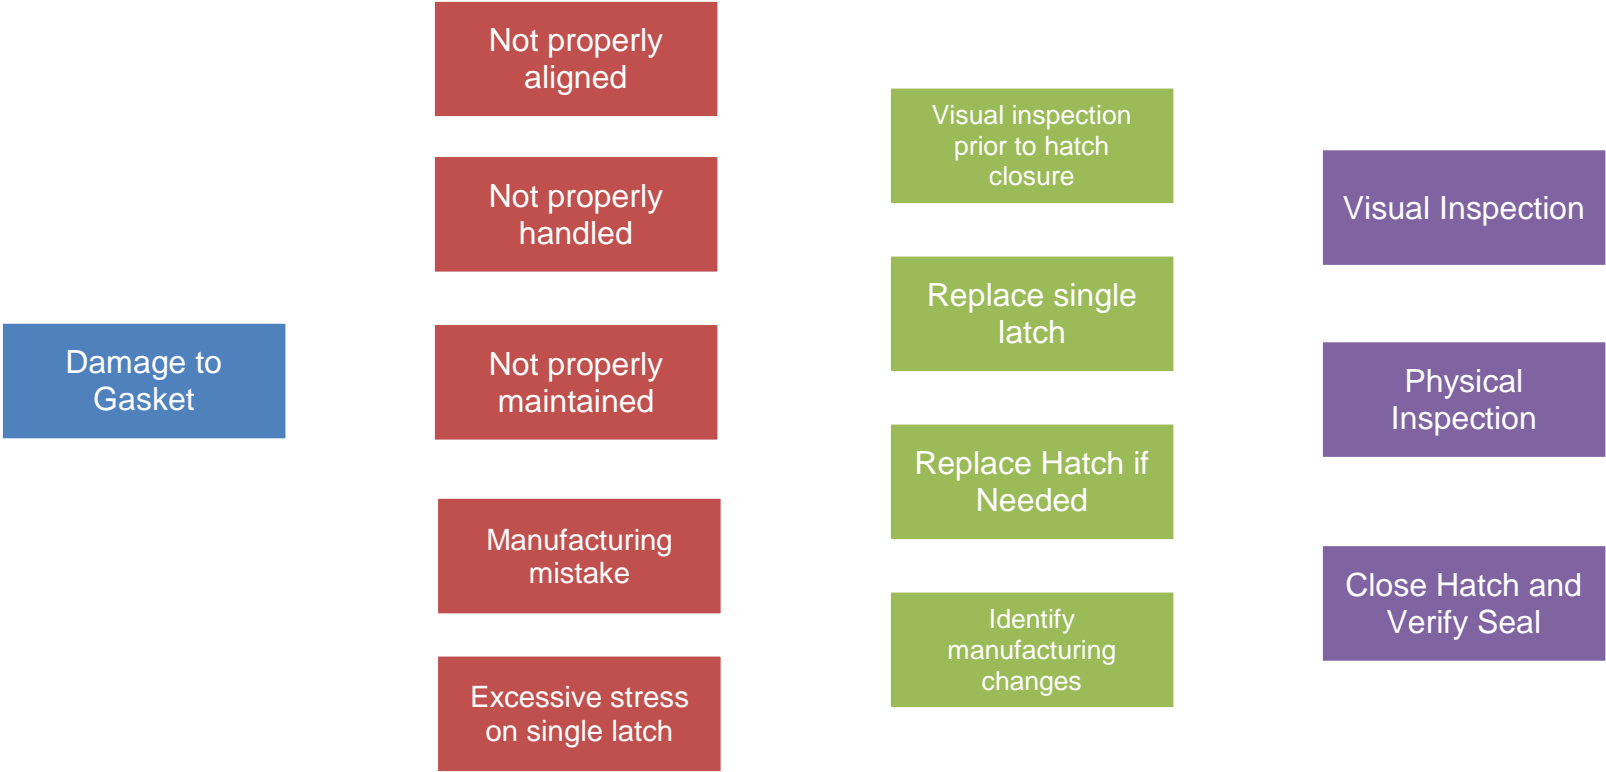 Damage to
Gasket
Not properly
aligned
Not properly
handled
Not properly
maintained
Manufacturing
mistake
Excessive stress
on single latch
Visual inspection
prior to hatch
closure
Replace single
latch
Replace Hatch if
Needed
Identify
manufacturing
changes
Visual Inspection
Physical
Inspection
Close Hatch and
Verify Seal